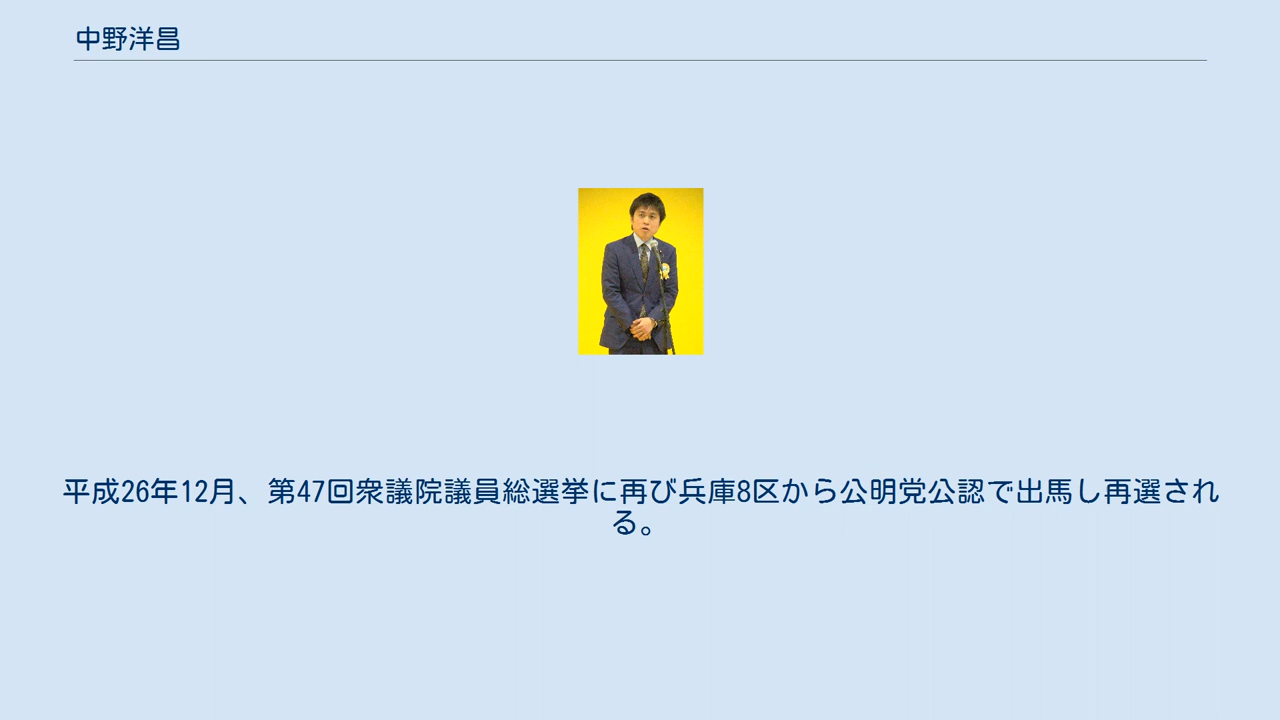 中野洋昌
平成26年12月、第47回衆議院議員総選挙に再び兵庫8区から公明党公認で出馬し再選され
る。